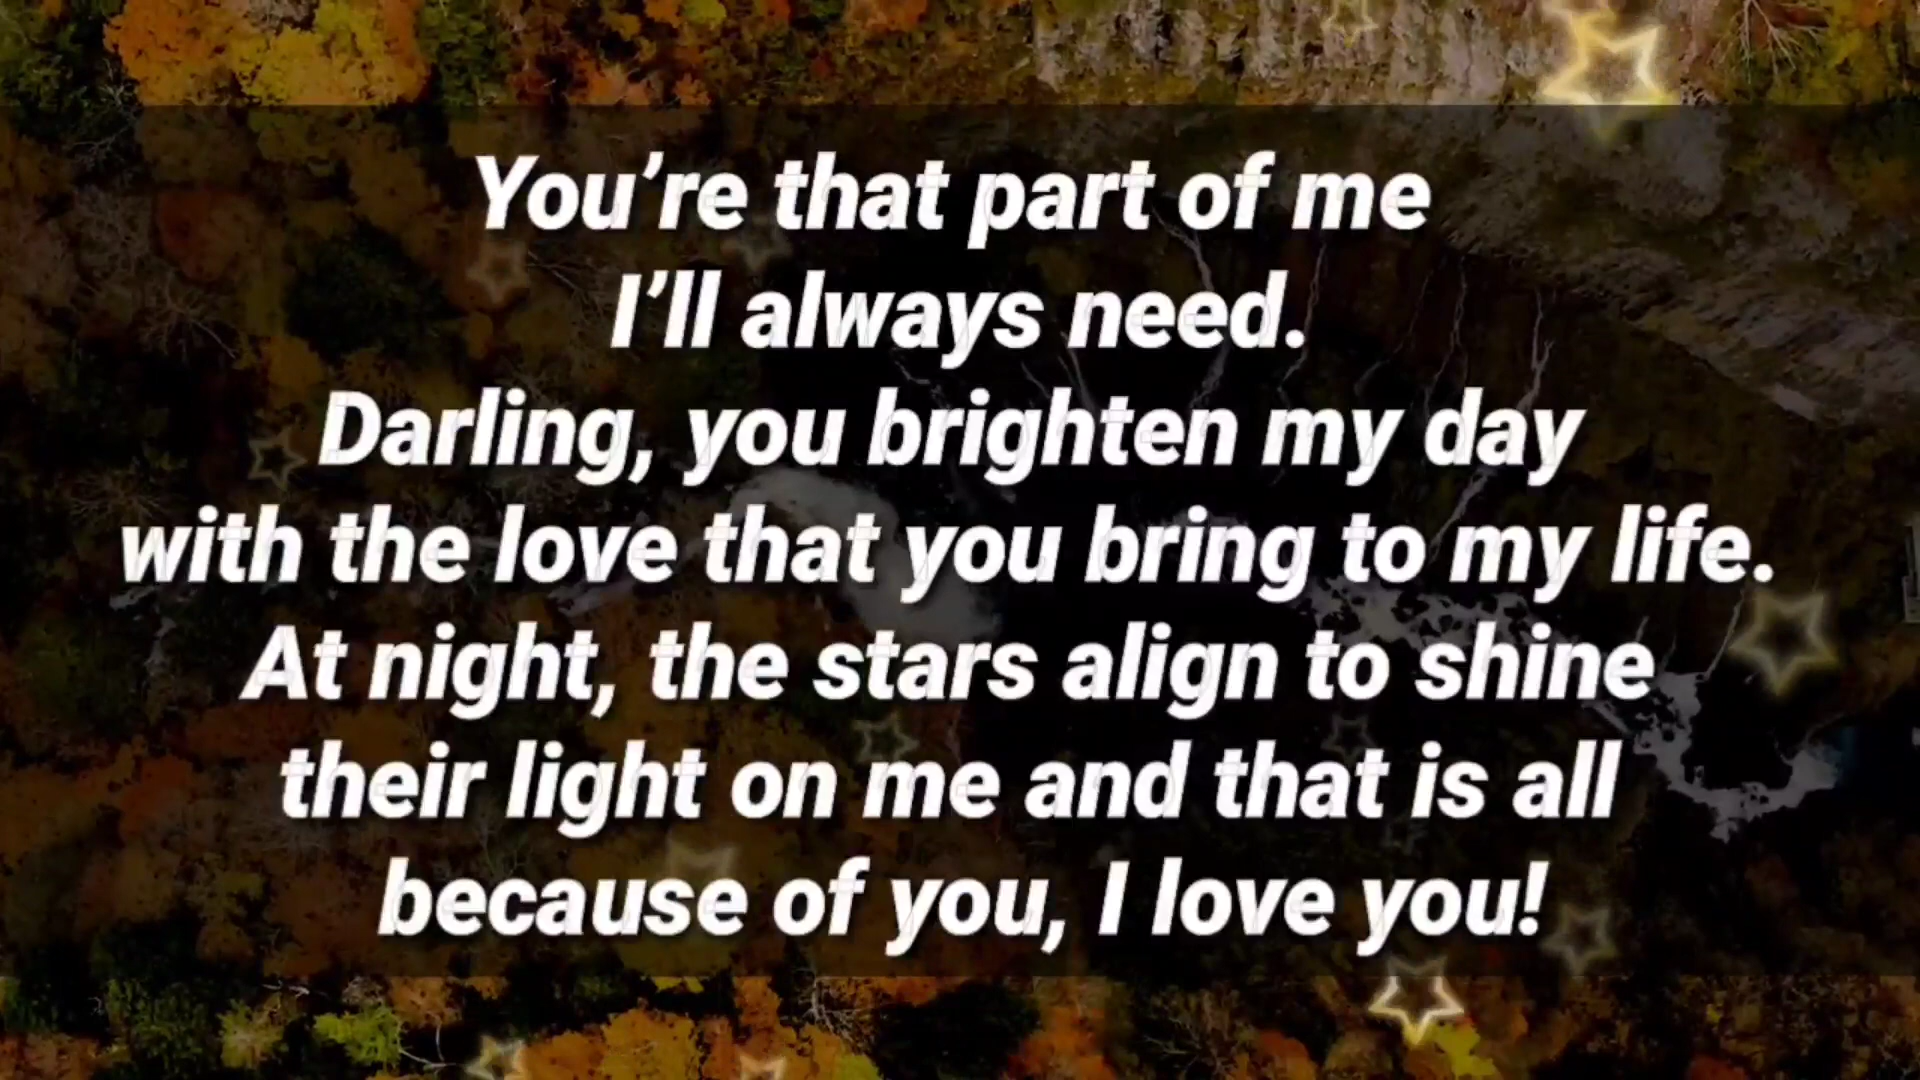 You’re that part of me
I’ll always need.
Darling, you brighten my day
with the love that you bring to my life.
At night, the stars align to shine
their light on me and that is all
because of you, I love you!